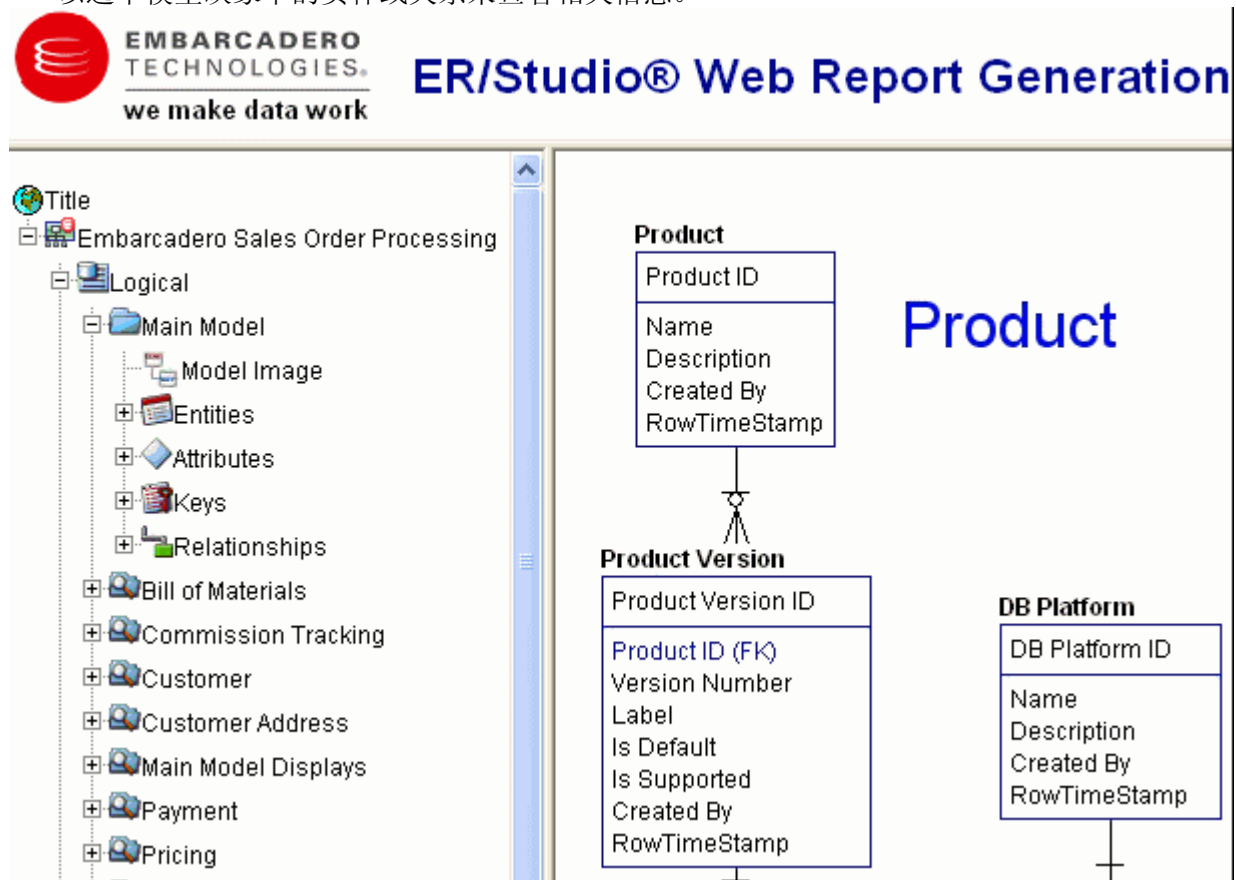 EMBARCADERO
TECHNOLOGIES®
we make data work
ER/Studio® Web Report Generation
Title
Embarcadero Sales Order Processing
Logical
Main Model
Model Image
Entities
Attributes
Keys
Relationships
Bill of Materials
Commission Tracking
Customer
Customer Address
Main Model Displays
Payment
Pricing
Product
Product ID
Name
Description
Created By
RowTimeStamp
Product
Product Version
Product Version ID
Product ID (FK)
Version Number
Label
Is Default
Is Supported
Created By
RowTimeStamp
DB Platform
DB Platform ID
Name
Description
Created By
RowTimeStamp